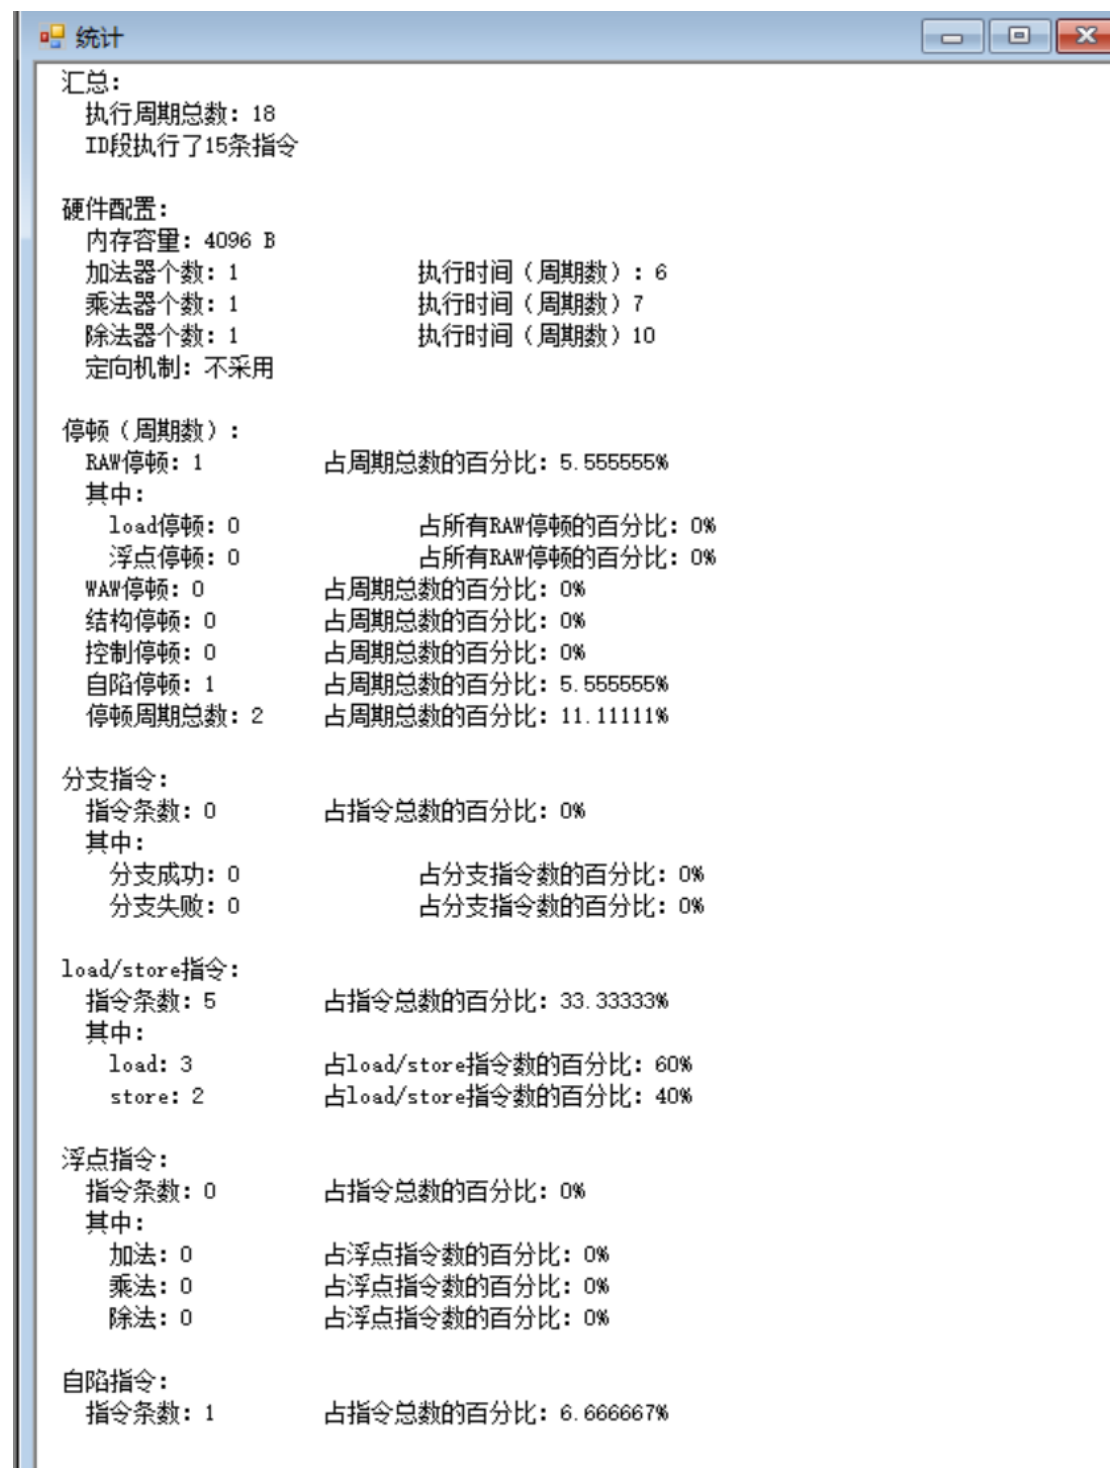 统计
汇总:
执行周期总数: 18
ID段执行了15条指令
硬件配置:
内存容量: 4096 B
加法器个数: 1 执行时间（周期数）: 6
乘法器个数: 1 执行时间（周期数）7
除法器个数: 1 执行时间（周期数）10
定向机制: 不采用
停顿（周期数）:
RAW停顿: 1 占周期总数的百分比: 5.555555%
其中:
load停顿: 0 占所有RAW停顿的百分比: 0%
浮点停顿: 0 占所有RAW停顿的百分比: 0%
WAW停顿: 0 占周期总数的百分比: 0%
结构停顿: 0 占周期总数的百分比: 0%
控制停顿: 0 占周期总数的百分比: 0%
自陷停顿: 1 占周期总数的百分比: 5.555555%
停顿周期总数: 2 占周期总数的百分比: 11.11111%
分支指令:
指令条数: 0 占指令总数的百分比: 0%
其中:
分支成功: 0 占分支指令数的百分比: 0%
分支失败: 0 占分支指令数的百分比: 0%
load/store指令:
指令条数: 5 占指令总数的百分比: 33.33333%
其中:
load: 3 占load/store指令数的百分比: 60%
store: 2 占load/store指令数的百分比: 40%
浮点指令:
指令条数: 0 占指令总数的百分比: 0%
其中:
加法: 0 占浮点指令数的百分比: 0%
乘法: 0 占浮点指令数的百分比: 0%
除法: 0 占浮点指令数的百分比: 0%
自陷指令:
指令条数: 1 占指令总数的百分比: 6.666667%